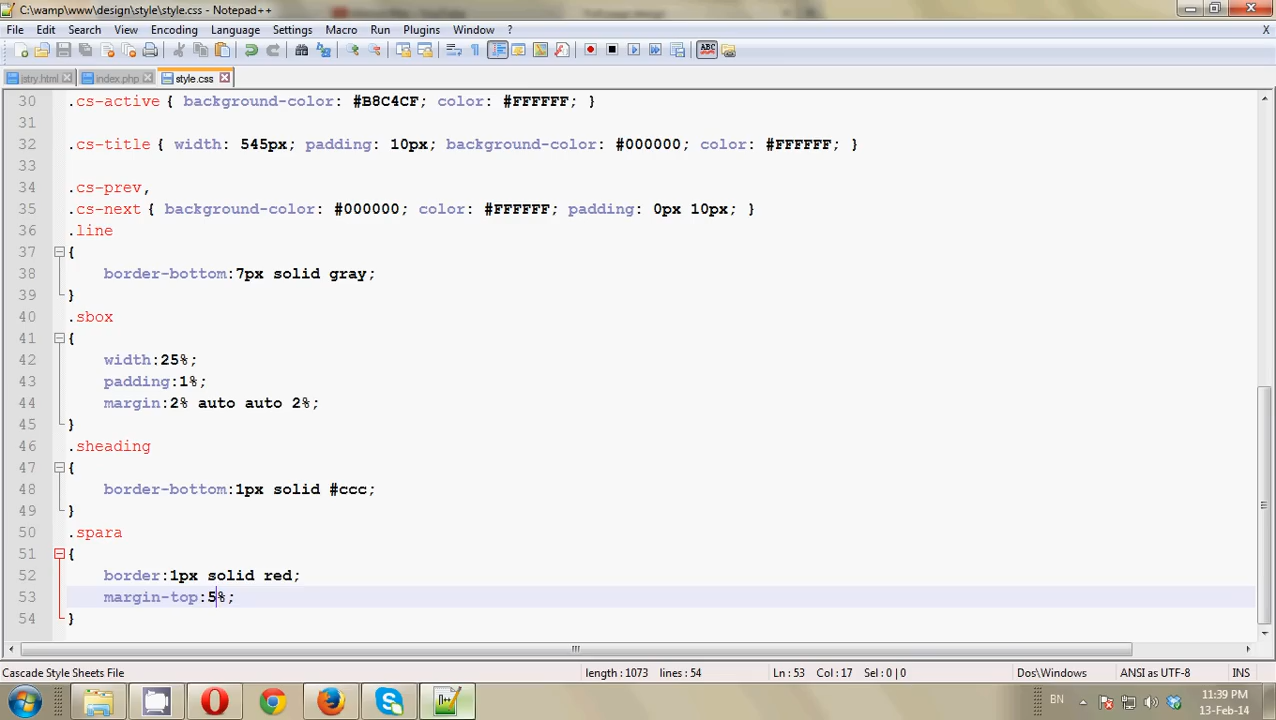 C:\wamp\www\design\style\style.css - Notepad++
File Edit Search View Encoding Language Settings Macro Run Plugins Window ? X
ABC
jstry.html index.php style.css
30 .cs-active { background-color: #B8C4CF; color: #FFFFFF; }
31
32 .cs-title { width: 545px; padding: 10px; background-color: #000000; color: #FFFFFF; }
33
34 .cs-prev,
35 .cs-next { background-color: #000000; color: #FFFFFF; padding: 0px 10px; }
36 .line
37 {
38 border-bottom:7px solid gray;
39 }
40 .sbox
41 {
42 width:25%;
43 padding:1%;
44 margin:2% auto auto 2%;
45 }
46 .sheading
47 {
48 border-bottom:1px solid #ccc;
49 }
50 .spara
51 {
52 border:1px solid red;
53 margin-top:5%;
54 }
Cascade Style Sheets File length : 1073 lines : 54 Ln : 53 Col : 17 Sel : 0 | 0 Dos\Windows ANSI as UTF-8 INS
BN 11:39 PM
13-Feb-14